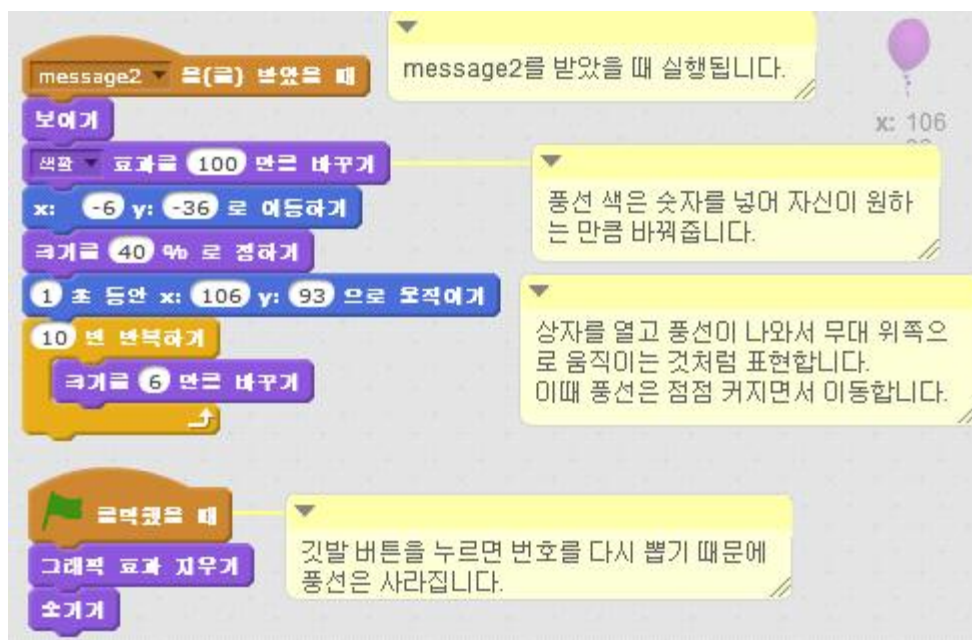 message2 을(를) 받았을 때
message2를 받았을 때 실행됩니다.
x: 106
보이기
색깔 효과를 100 만큼 바꾸기
x: -6 y: -36 로 이동하기
풍선 색은 숫자를 넣어 자신이 원하
는 만큼 바꿔줍니다.
크기를 40 % 로 정하기
1 초 동안 x: 106 y: 93 으로 움직이기
10 번 반복하기
크기를 6 만큼 바꾸기
상자를 열고 풍선이 나와서 무대 위쪽으
로 움직이는 것처럼 표현합니다.
이때 풍선은 점점 커지면서 이동합니다.
클릭했을 때
그래픽 효과 지우기
숨기기
깃발 버튼을 누르면 번호를 다시 뽑기 때문에
풍선은 사라집니다.